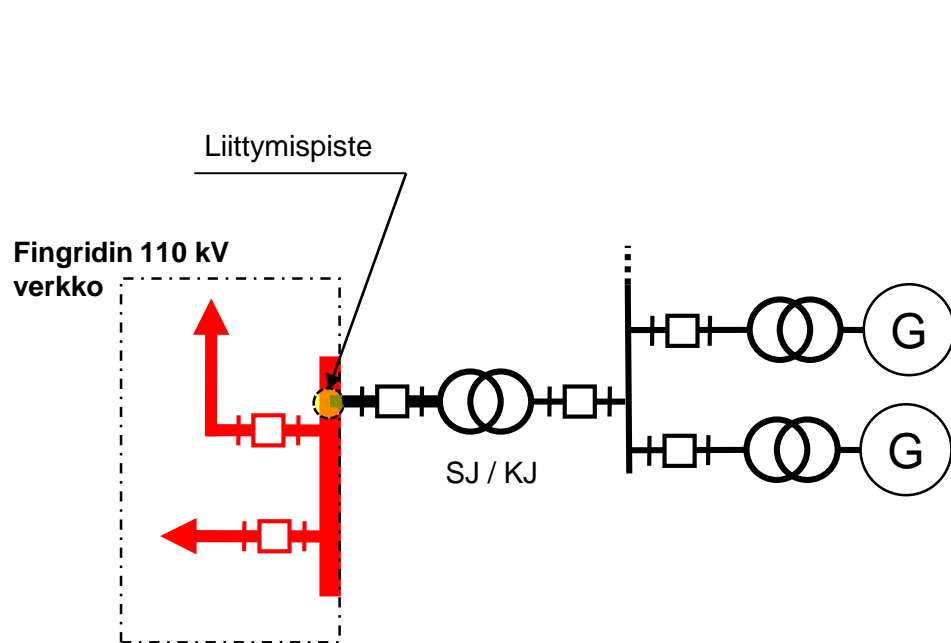 Liittymispiste
Fingridin 110 kV
verkko
G
SJ / KJ
G